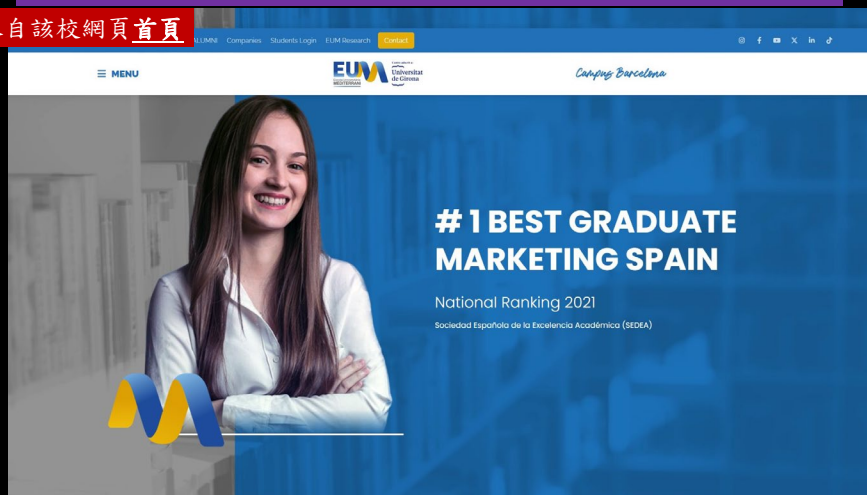 自該校網頁首頁
ALUMNI Companies Students Login EUM Research Contact
MENU
EUM
MEDITERRANI
Universitat
de Girona
Campus Barcelona
# 1 BEST GRADUATE
MARKETING SPAIN
National Ranking 2021
Sociedad Española de la Excelencia Académica (SEDEA)